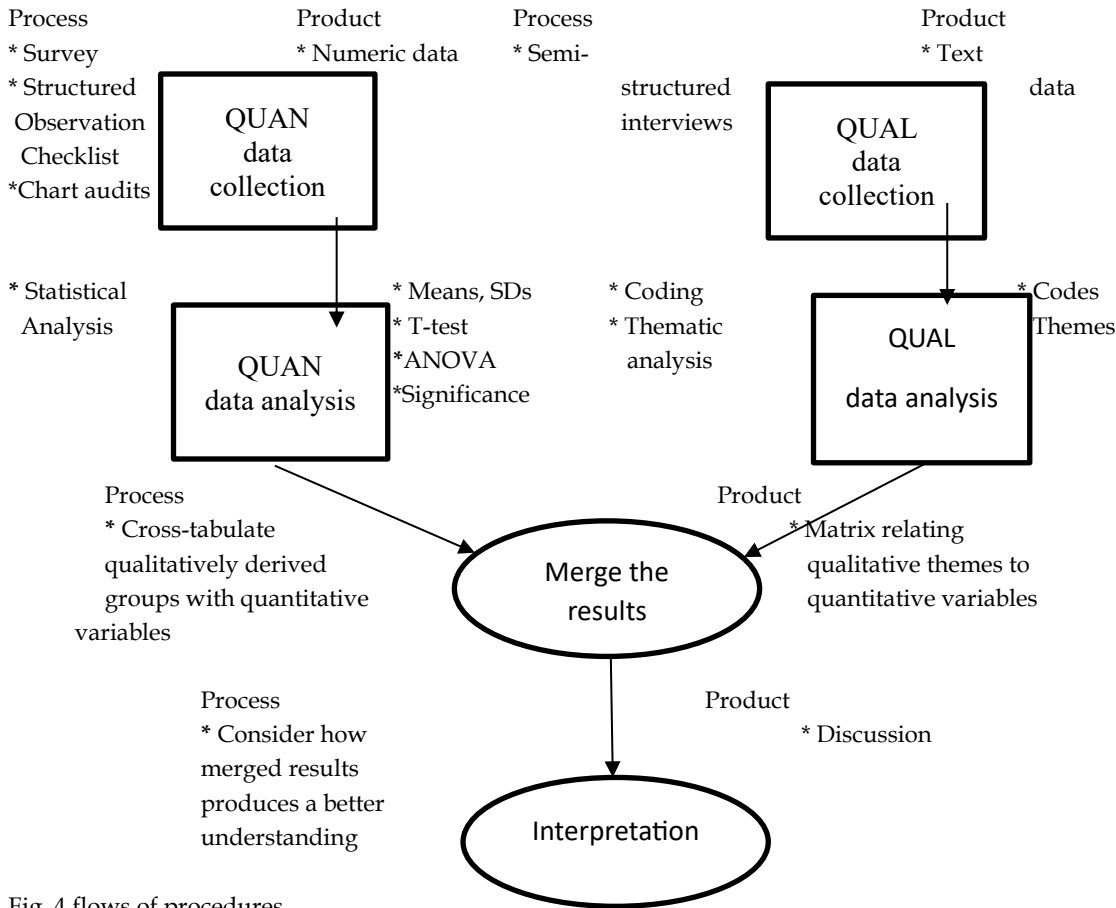 Process
* Survey
* Structured
Observation
Checklist
*Chart audits
Product
* Numeric data
QUAN
data
collection
Process
* Semi-
structured
interviews
Product
* Text
data
QUAL
data
collection
* Statistical
Analysis
QUAN
data analysis
* Means, SDs
* T-test
*ANOVA
*Significance
* Coding
* Thematic
analysis
QUAL
data analysis
* Codes
Themes
Process
* Cross-tabulate
qualitatively derived
groups with quantitative
variables
Merge the
results
Product
* Matrix relating
qualitative themes to
quantitative variables
Process
* Consider how
merged results
produces a better
understanding
Product
* Discussion
Interpretation
Fig. 4 flows of procedures